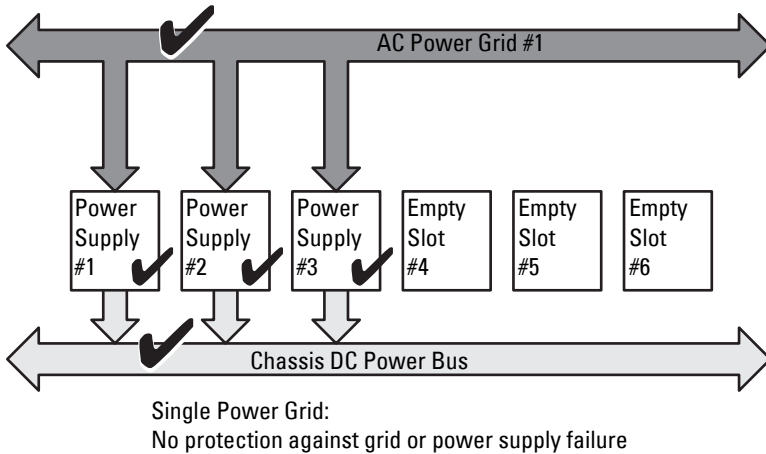 AC Power Grid #1
Power
Supply
#1
Power
Supply
#2
Power
Supply
#3
Empty
Slot
#4
Empty
Slot
#5
Empty
Slot
#6
Chassis DC Power Bus
Single Power Grid:
No protection against grid or power supply failure